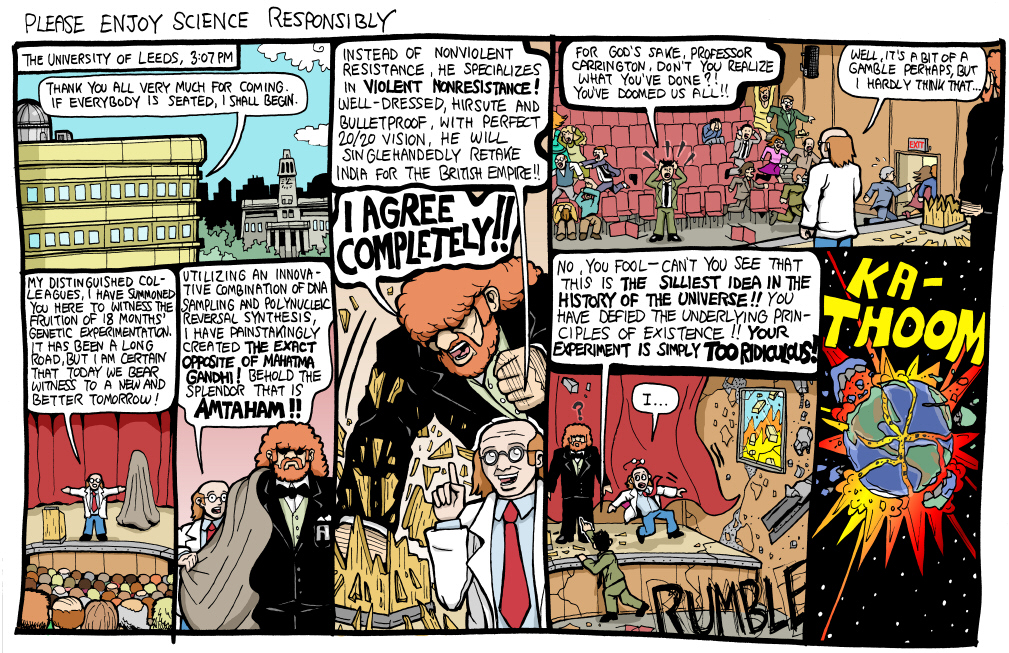 PLEASE ENJOY SCIENCE RESPONSIBLY
THE UNIVERSITY OF LEEDS, 3:07PM
THANK YOU ALL VERY MUCH FOR COMING.
IF EVERYBODY IS SEATED, I SHALL BEGIN.
MY DISTINGUISHED COL-
LEAGUES, I HAVE SUMMONED
YOU HERE TO WITNESS THE
FRUITION OF 18 MONTHS'
GENETIC EXPERIMENTATION.
IT HAS BEEN A LONG
ROAD, BUT I AM CERTAIN
THAT TODAY WE BEAR
WITNESS TO A NEW AND
BETTER TOMORROW!
UTILIZING AN INNOVA-
TIVE COMBINATION OF DNA
SAMPLING AND POLYNUCLEIC
REVERSAL SYNTHESIS,
I HAVE PAINSTAKINGLY
CREATED THE EXACT
OPPOSITE OF MAHATMA
GANDHI! BEHOLD THE
SPLENDOR THAT IS
AMTAHAM!!
A
INSTEAD OF NONVIOLENT
RESISTANCE, HE SPECIALIZES
IN VIOLENT NONRESISTANCE!
WELL-DRESSED, HIRSUTE AND
BULLETPROOF, WITH PERFECT
20/20 VISION, HE WILL
SINGLEHANDEDLY RETAKE
INDIA FOR THE BRITISH EMPIRE!!
I AGREE
COMPLETELY!!
FOR GOD'S SAKE, PROFESSOR
CARRINGTON, DON'T YOU REALIZE
WHAT YOU'VE DONE?!
YOU'VE DOOMED US ALL!!
WELL, IT'S A BIT OF A
GAMBLE PERHAPS, BUT
I HARDLY THINK THAT...
EXIT
NO, YOU FOOL—CAN'T YOU SEE THAT
THIS IS THE SILLIEST IDEA IN THE
HISTORY OF THE UNIVERSE!! YOU
HAVE DEFIED THE UNDERLYING PRIN-
CIPLES OF EXISTENCE!! YOUR
EXPERIMENT IS SIMPLY TOO RIDICULOUS!
?
I...
RUMBLE
KA-
THOOM